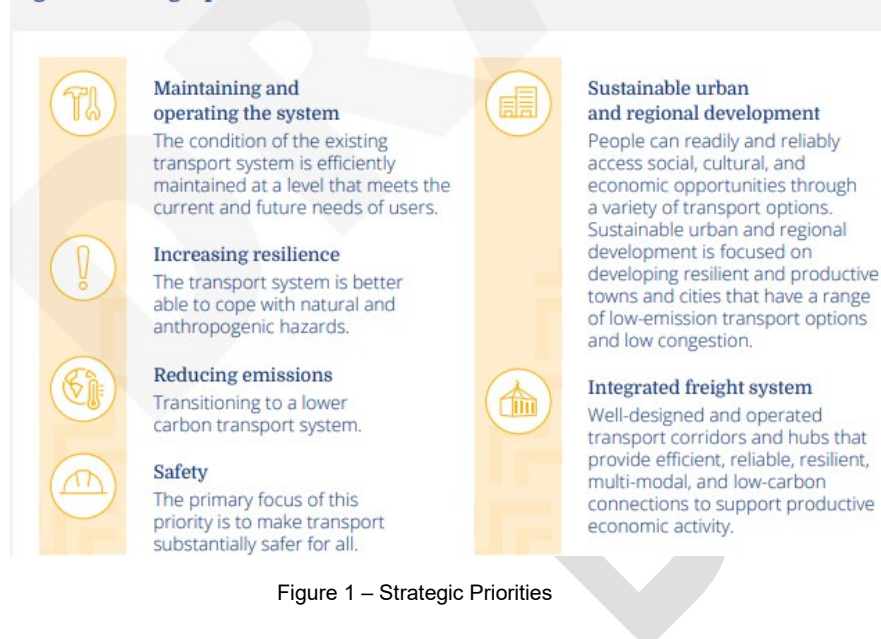 Maintaining and
operating the system
The condition of the existing
transport system is efficiently
maintained at a level that meets the
current and future needs of users.
Increasing resilience
The transport system is better
able to cope with natural and
anthropogenic hazards.
Reducing emissions
Transitioning to a lower
carbon transport system.
Safety
The primary focus of this
priority is to make transport
substantially safer for all.
Sustainable urban
and regional development
People can readily and reliably
access social, cultural, and
economic opportunities through
a variety of transport options.
Sustainable urban and regional
development is focused on
developing resilient and productive
towns and cities that have a range
of low-emission transport options
and low congestion.
Integrated freight system
Well-designed and operated
transport corridors and hubs that
provide efficient, reliable, resilient,
multi-modal, and low-carbon
connections to support productive
economic activity.
Figure 1 – Strategic Priorities